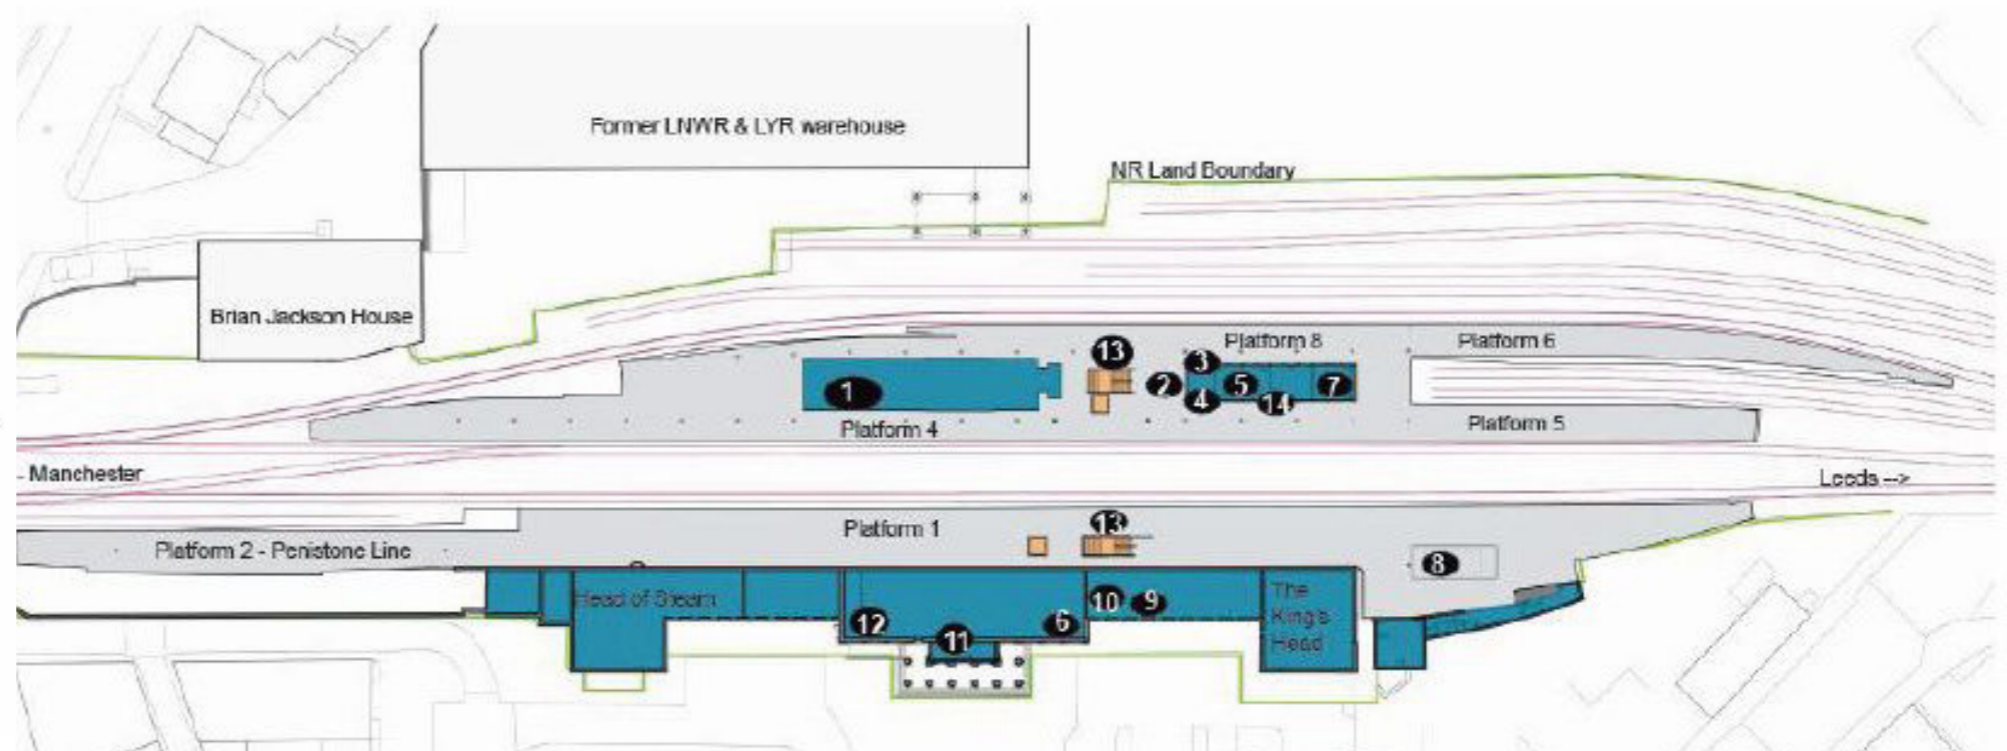 Former LNWR & LYR warehouse
NR Land Boundary
Brian Jackson House
13
3
Platform 8
Platform 6
1
2
5
7
4
14
Platform 4
Platform 5
- Manchester
Leeds -->
Platform 1
13
Platform 2 - Penistone Line
8
Head of Steam
10
9
The
King's
Head
12
6
11